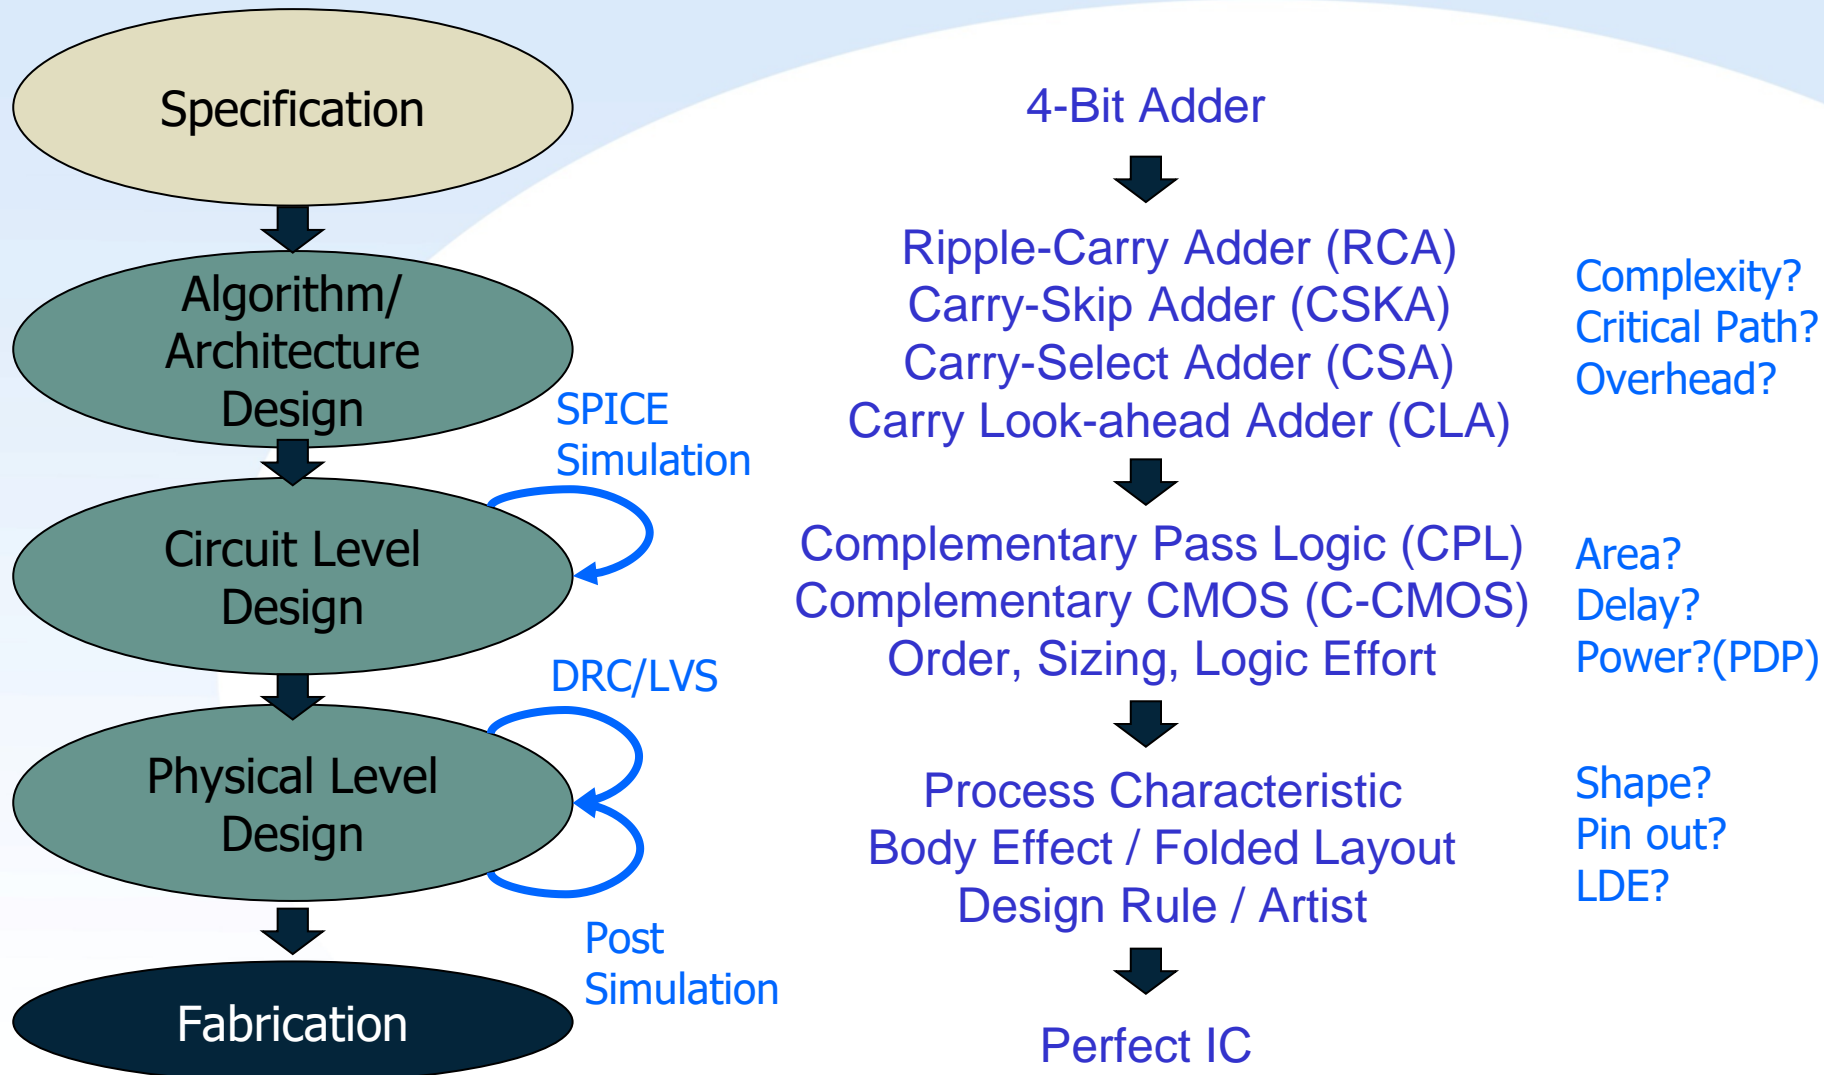 Specification
Algorithm/
Architecture
Design
SPICE
Simulation
Circuit Level
Design
DRC/LVS
Physical Level
Design
Post
Simulation
Fabrication
4-Bit Adder
Ripple-Carry Adder (RCA)
Carry-Skip Adder (CSKA)
Carry-Select Adder (CSA)
Carry Look-ahead Adder (CLA)
Complexity?
Critical Path?
Overhead?
Complementary Pass Logic (CPL)
Complementary CMOS (C-CMOS)
Order, Sizing, Logic Effort
Area?
Delay?
Power?(PDP)
Process Characteristic
Body Effect / Folded Layout
Design Rule / Artist
Shape?
Pin out?
LDE?
Perfect IC